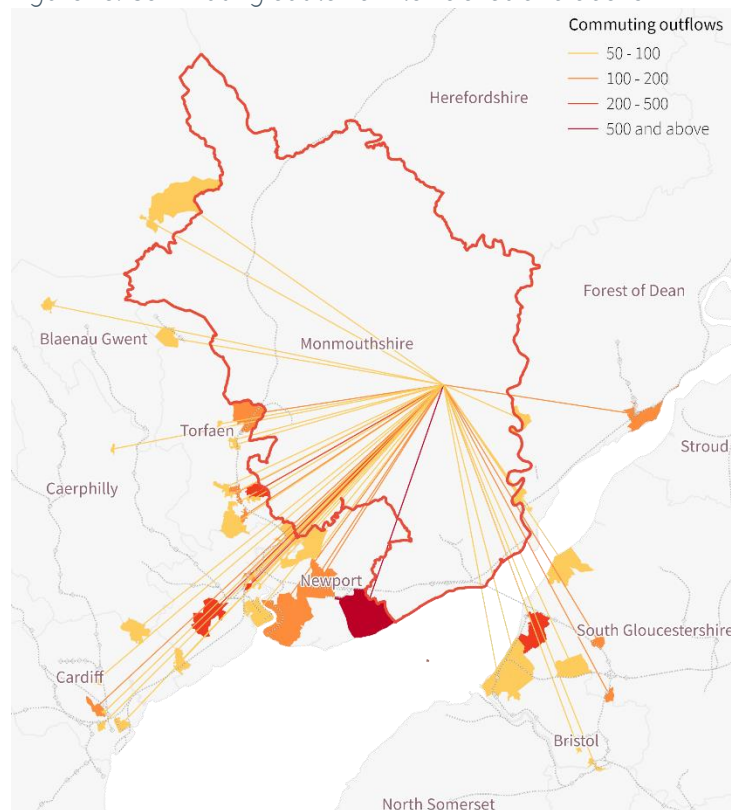 Commuting outflows
50 - 100
100 - 200
200 - 500
500 and above
Herefordshire
Forest of Dean
Blaenau Gwent
Monmouthshire
Torfaen
Stroud
Caerphilly
Newport
South Gloucestershire
Cardiff
Bristol
North Somerset